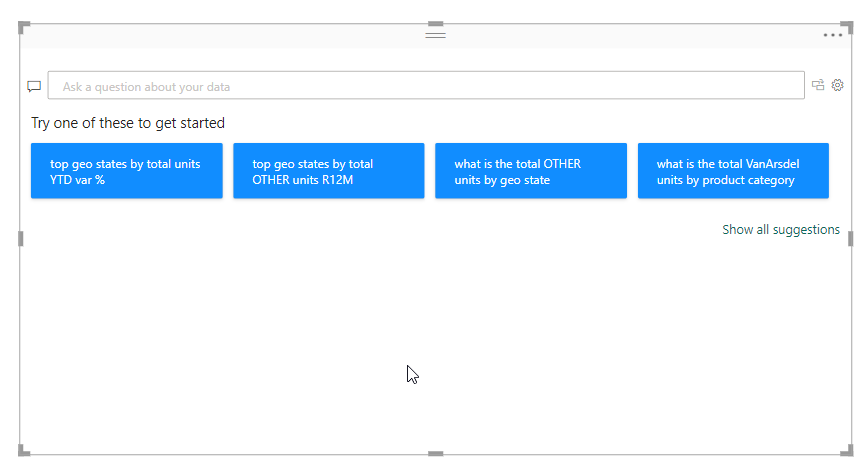 Ask a question about your data
Try one of these to get started
top geo states by total units
YTD var %
top geo states by total
OTHER units R12M
what is the total OTHER
units by geo state
what is the total VanArsdel
units by product category
Show all suggestions